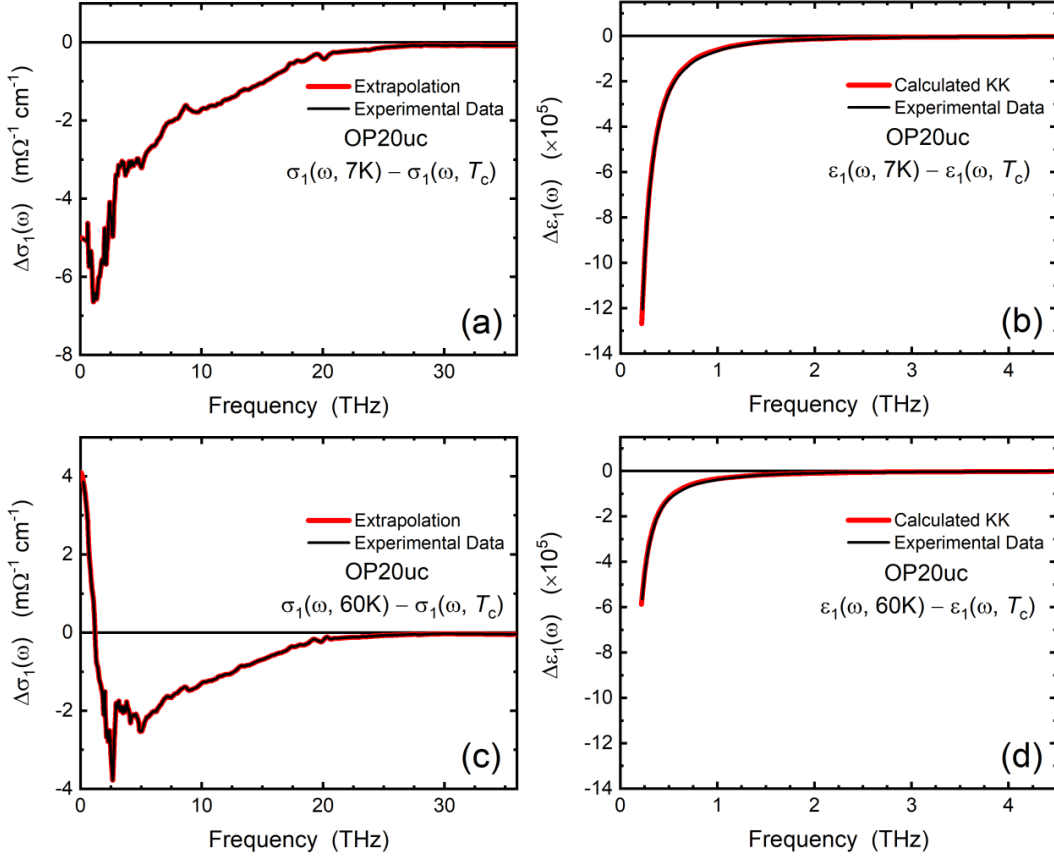 0
-2
-4
-6
-8
Δσ₁(ω) (mΩ⁻¹ cm⁻¹)
Extrapolation
Experimental Data
OP20uc
σ₁(ω, 7K) – σ₁(ω, T_c)
(a)
0 10 20 30
Frequency (THz)
0
-2
-4
-6
-8
-10
-12
-14
Δε₁(ω) (×10⁵)
Calculated KK
Experimental Data
OP20uc
ε₁(ω, 7K) – ε₁(ω, T_c)
(b)
0 1 2 3 4
Frequency (THz)
4
2
0
-2
-4
Δσ₁(ω) (mΩ⁻¹ cm⁻¹)
Extrapolation
Experimental Data
OP20uc
σ₁(ω, 60K) – σ₁(ω, T_c)
(c)
0 10 20 30
Frequency (THz)
0
-2
-4
-6
-8
-10
-12
-14
Δε₁(ω) (×10⁵)
Calculated KK
Experimental Data
OP20uc
ε₁(ω, 60K) – ε₁(ω, T_c)
(d)
0 1 2 3 4
Frequency (THz)